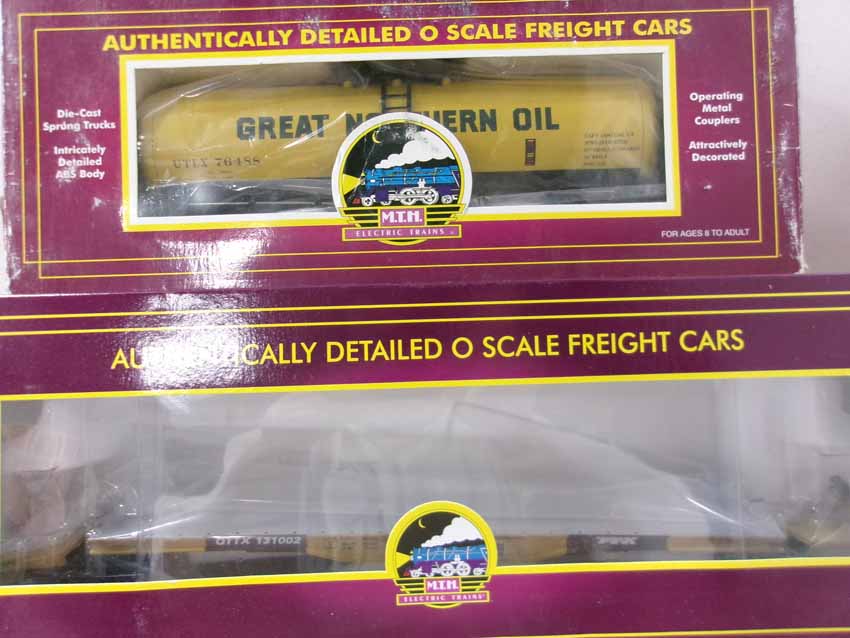 AUTHENTICALLY DETAILED O SCALE FREIGHT CARS
Die-Cast
Sprung Trucks
Intricately
Detailed
ABS Body
GREAT NORTHERN OIL
UTLX 76488
Operating
Metal
Couplers
Attractively
Decorated
M.T.H.
ELECTRIC TRAINS
FOR AGES 8 TO ADULT
AUTHENTICALLY DETAILED O SCALE FREIGHT CARS
OTTX 131002
M.T.H.
ELECTRIC TRAINS